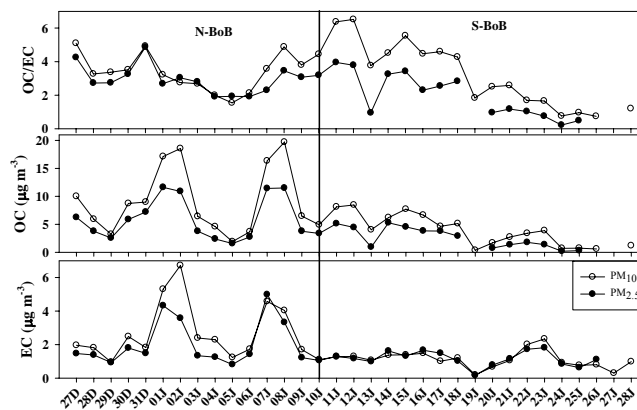 N-BoB
S-BoB
OC/EC
6
4
2
0
OC (µg m-3)
20
15
10
5
0
EC (µg m-3)
6
4
2
0
PM10
PM2.5
27D 28D 29D 30D 31D 01J 02J 03J 04J 05J 06J 07J 08J 09J 10J 11J 12J 13J 14J 15J 16J 17J 18J 19J 20J 21J 22J 23J 24J 25J 26J 27J 28J